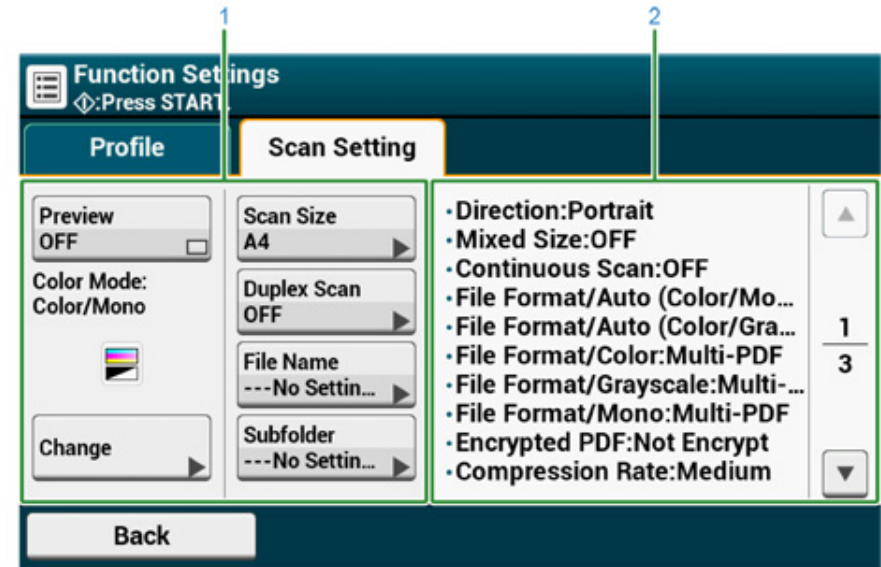 1
2
Function Settings
:Press START.
Profile
Scan Setting
Preview
OFF
Color Mode:
Color/Mono
Change
Scan Size
A4
Duplex Scan
OFF
File Name
---No Settin...
Subfolder
---No Settin...
·Direction:Portrait
·Mixed Size:OFF
·Continuous Scan:OFF
·File Format/Auto (Color/Mo...
·File Format/Auto (Color/Gra...
·File Format/Color:Multi-PDF
·File Format/Grayscale:Multi-...
·File Format/Mono:Multi-PDF
·Encrypted PDF:Not Encrypt
·Compression Rate:Medium
1
3
Back